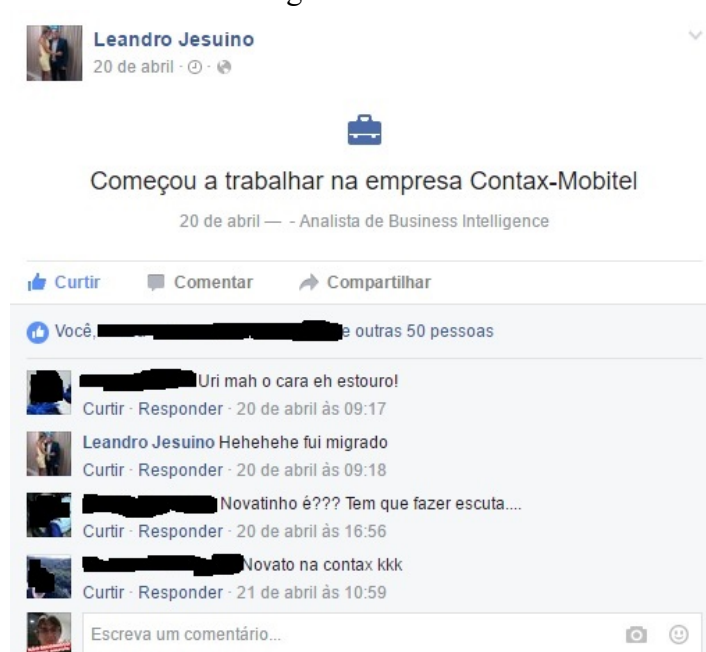 Leandro Jesuino
20 de abril ·
Começou a trabalhar na empresa Contax-Mobitel
20 de abril — - Analista de Business Intelligence
Curtir Comentar Compartilhar
Você, e outras 50 pessoas
Uri mah o cara eh estouro!
Curtir · Responder · 20 de abril às 09:17
Leandro Jesuino Hehehehe fui migrado
Curtir · Responder · 20 de abril às 09:18
Novatinho é??? Tem que fazer escuta....
Curtir · Responder · 20 de abril às 16:56
Novato na contax kkk
Curtir · Responder · 21 de abril às 10:59
Escreva um comentário...